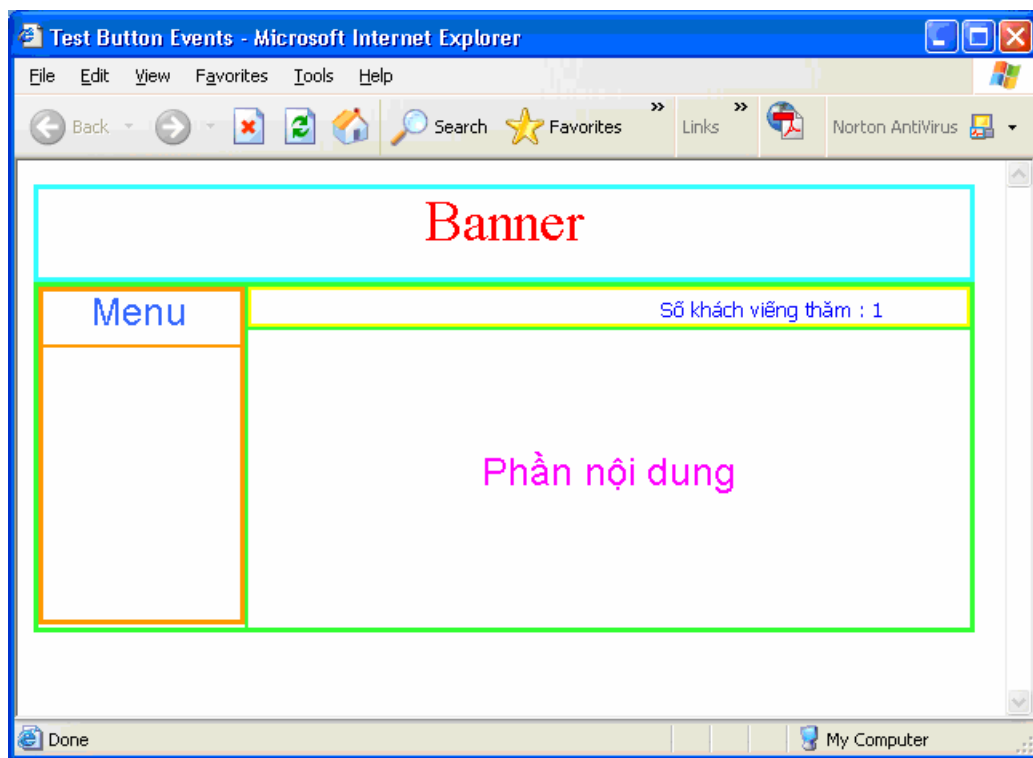 Test Button Events - Microsoft Internet Explorer
File Edit View Favorites Tools Help
Back Search Favorites » Links » Norton AntiVirus
Banner
Menu
Số khách viếng thăm : 1
Phần nội dung
Done My Computer